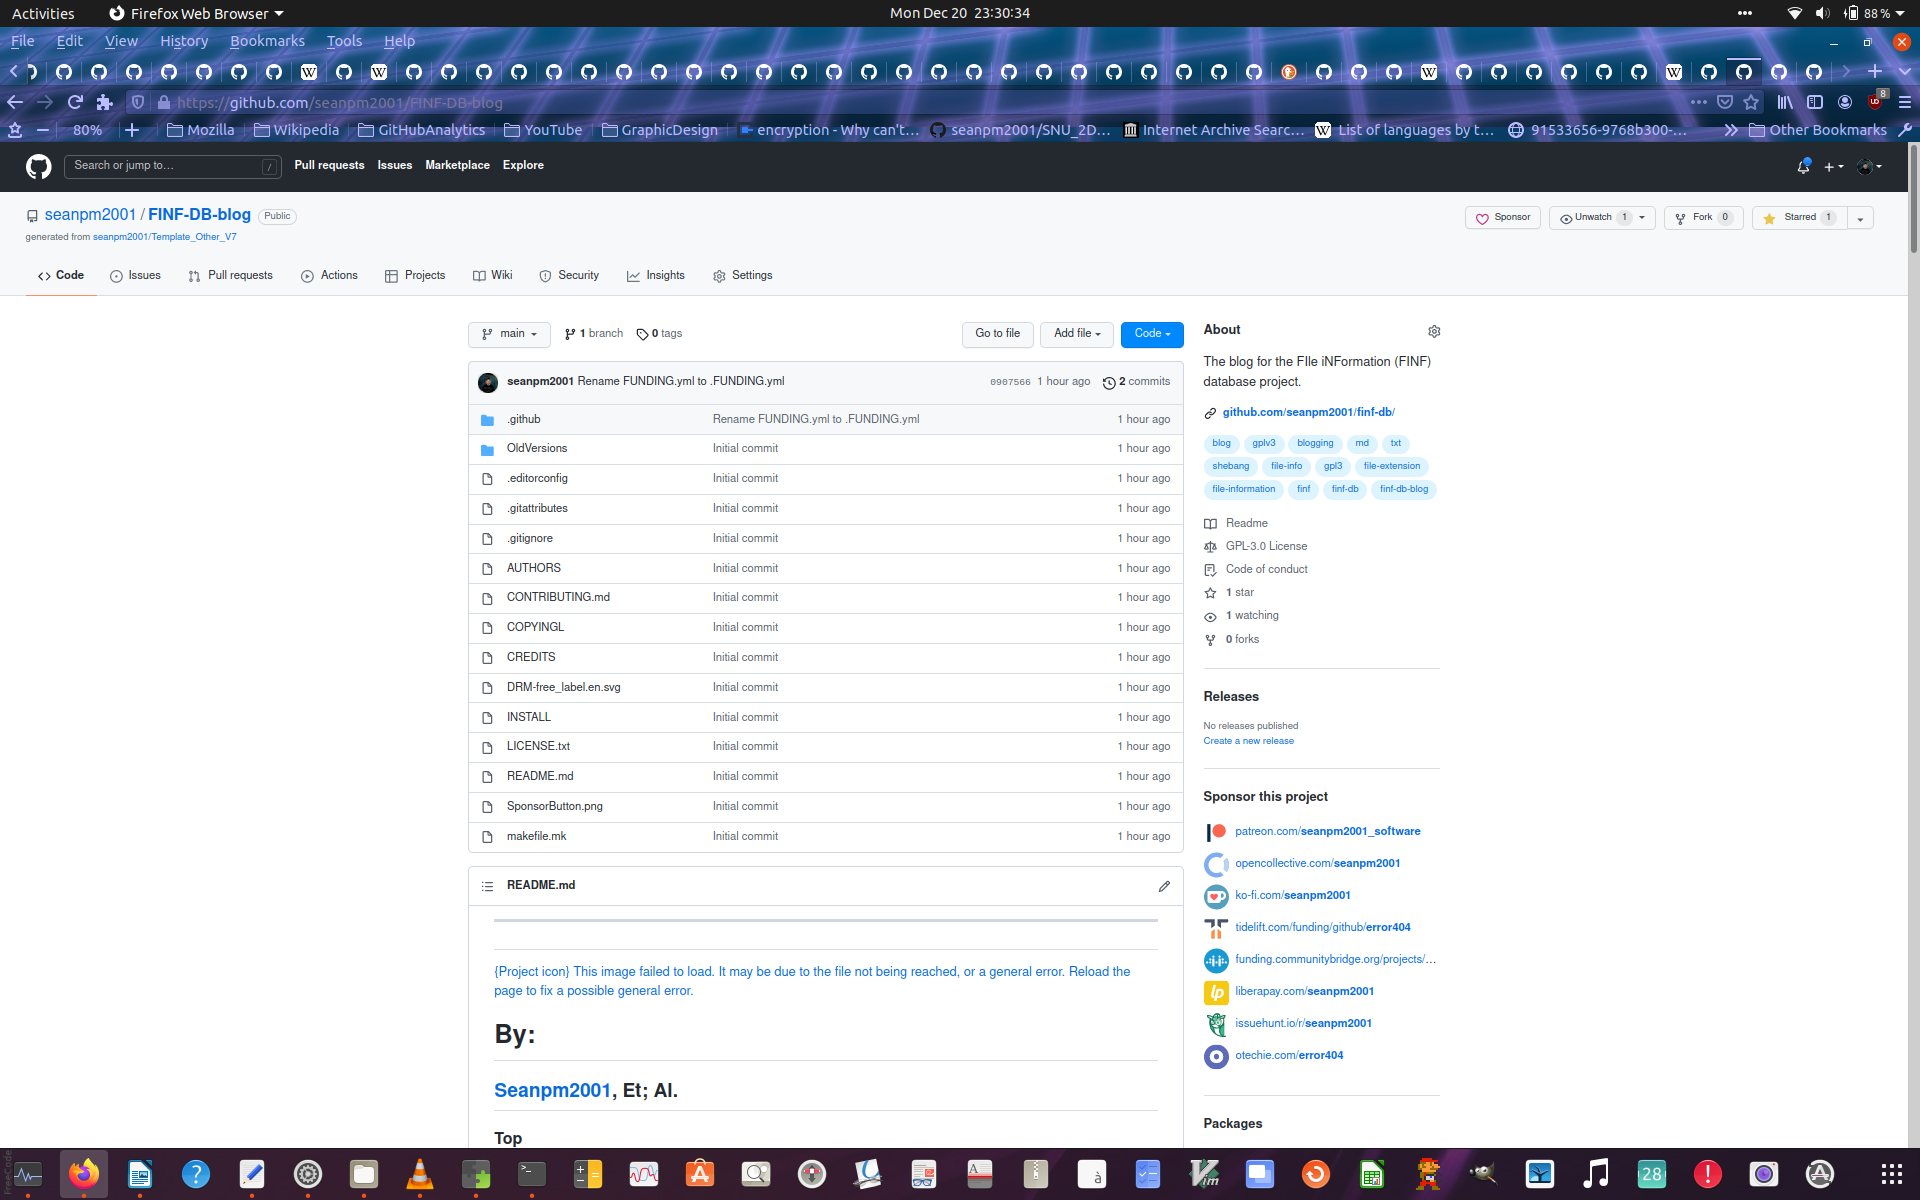 Activities Firefox Web Browser Mon Dec 20 23:30:34 88 %
File Edit View History Bookmarks Tools Help
https://github.com/seanpm2001/FINF-DB-blog 8
80% Mozilla Wikipedia GitHubAnalytics YouTube GraphicDesign encryption - Why can't… seanpm2001/SNU_2D… Internet Archive Searc… List of languages by t… 91533656-9768b300-… Other Bookmarks
Search or jump to… / Pull requests Issues Marketplace Explore
seanpm2001 / FINF-DB-blog Public Sponsor Unwatch 1 Fork 0 Starred 1
generated from seanpm2001/Template_Other_V7
Code Issues Pull requests Actions Projects Wiki Security Insights Settings
main 1 branch 0 tags Go to file Add file Code
seanpm2001 Rename FUNDING.yml to .FUNDING.yml 0907566 1 hour ago 2 commits
.github Rename FUNDING.yml to .FUNDING.yml 1 hour ago
OldVersions Initial commit 1 hour ago
.editorconfig Initial commit 1 hour ago
.gitattributes Initial commit 1 hour ago
.gitignore Initial commit 1 hour ago
AUTHORS Initial commit 1 hour ago
CONTRIBUTING.md Initial commit 1 hour ago
COPYINGL Initial commit 1 hour ago
CREDITS Initial commit 1 hour ago
DRM-free_label.en.svg Initial commit 1 hour ago
INSTALL Initial commit 1 hour ago
LICENSE.txt Initial commit 1 hour ago
README.md Initial commit 1 hour ago
SponsorButton.png Initial commit 1 hour ago
makefile.mk Initial commit 1 hour ago
README.md
{Project icon} This image failed to load. It may be due to the file not being reached, or a general error. Reload the
page to fix a possible general error.
By:
Seanpm2001, Et; Al.
Top
About
The blog for the FIle iNFormation (FINF)
database project.
github.com/seanpm2001/finf-db/
blog gplv3 blogging md txt
shebang file-info gpl3 file-extension
file-information finf finf-db finf-db-blog
Readme
GPL-3.0 License
Code of conduct
1 star
1 watching
0 forks
Releases
No releases published
Create a new release
Sponsor this project
patreon.com/seanpm2001_software
opencollective.com/seanpm2001
ko-fi.com/seanpm2001
tidelift.com/funding/github/error404
funding.communitybridge.org/projects/…
liberapay.com/seanpm2001
issuehunt.io/r/seanpm2001
otechie.com/error404
Packages
28